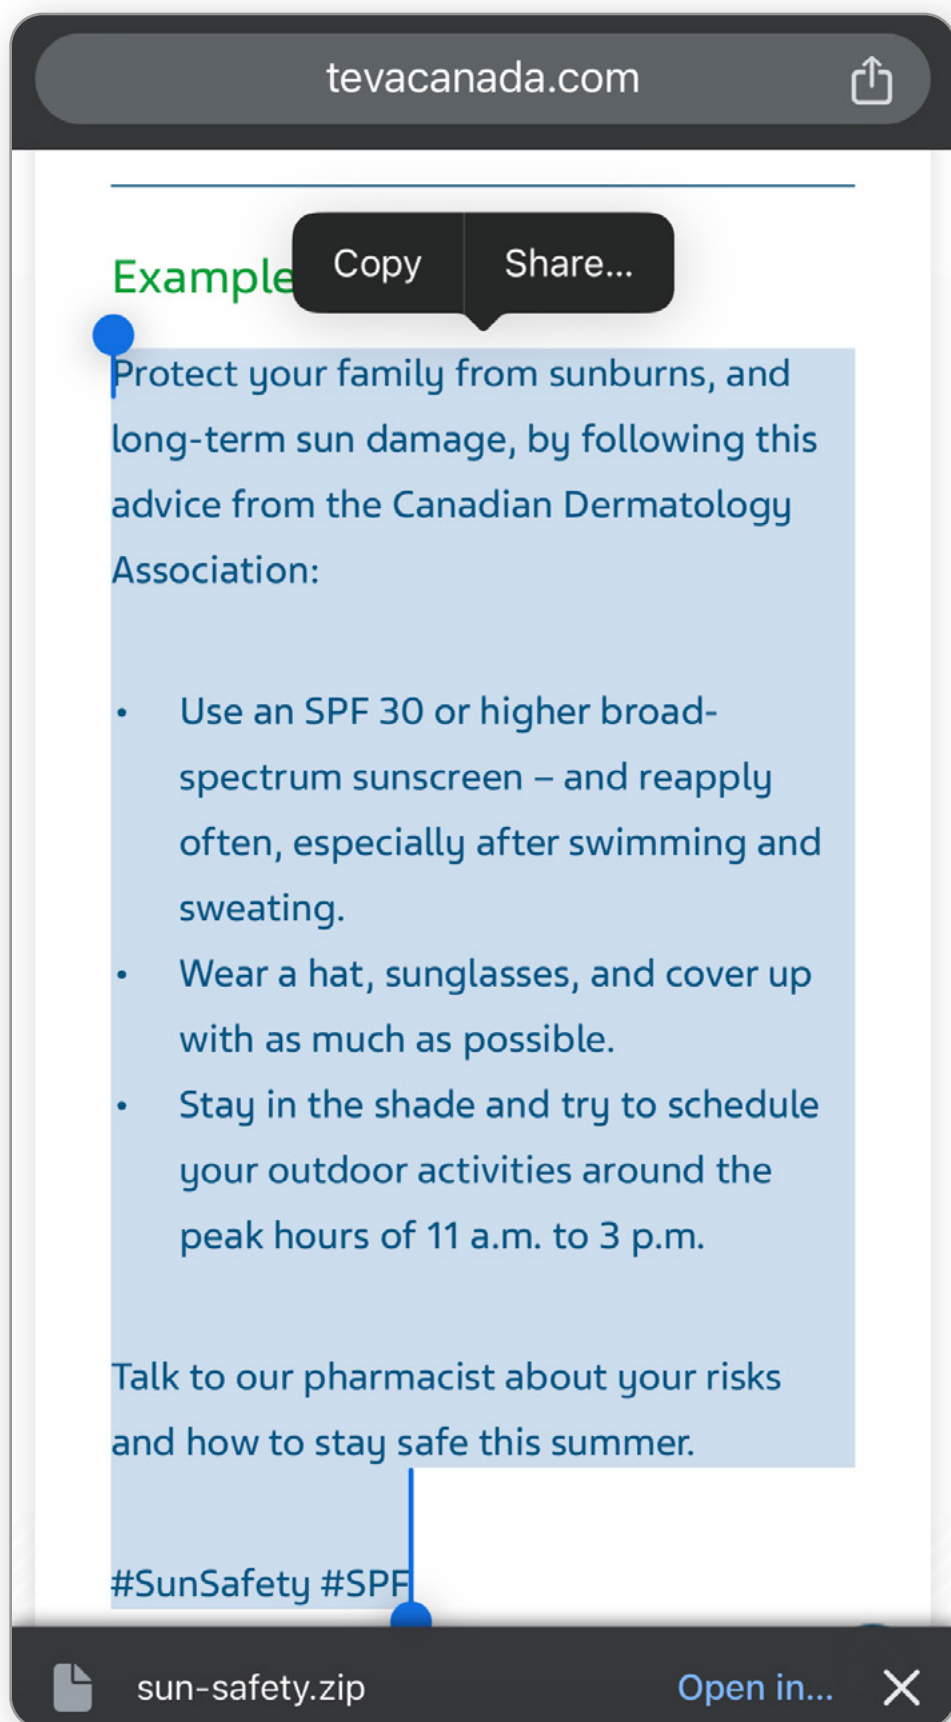 tevacanada.com
Example
Copy
Share...
Protect your family from sunburns, and
long-term sun damage, by following this
advice from the Canadian Dermatology
Association:
• Use an SPF 30 or higher broad-
spectrum sunscreen – and reapply
often, especially after swimming and
sweating.
• Wear a hat, sunglasses, and cover up
with as much as possible.
• Stay in the shade and try to schedule
your outdoor activities around the
peak hours of 11 a.m. to 3 p.m.
Talk to our pharmacist about your risks
and how to stay safe this summer.
#SunSafety #SPF
sun-safety.zip
Open in...